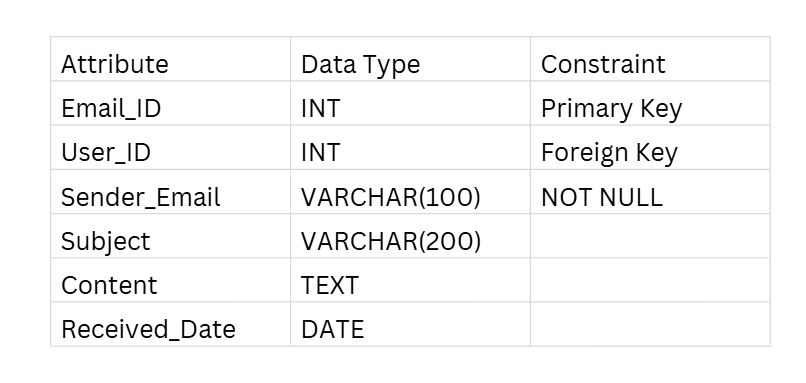 Attribute Data Type Constraint
Email_ID INT Primary Key
User_ID INT Foreign Key
Sender_Email VARCHAR(100) NOT NULL
Subject VARCHAR(200)
Content TEXT
Received_Date DATE